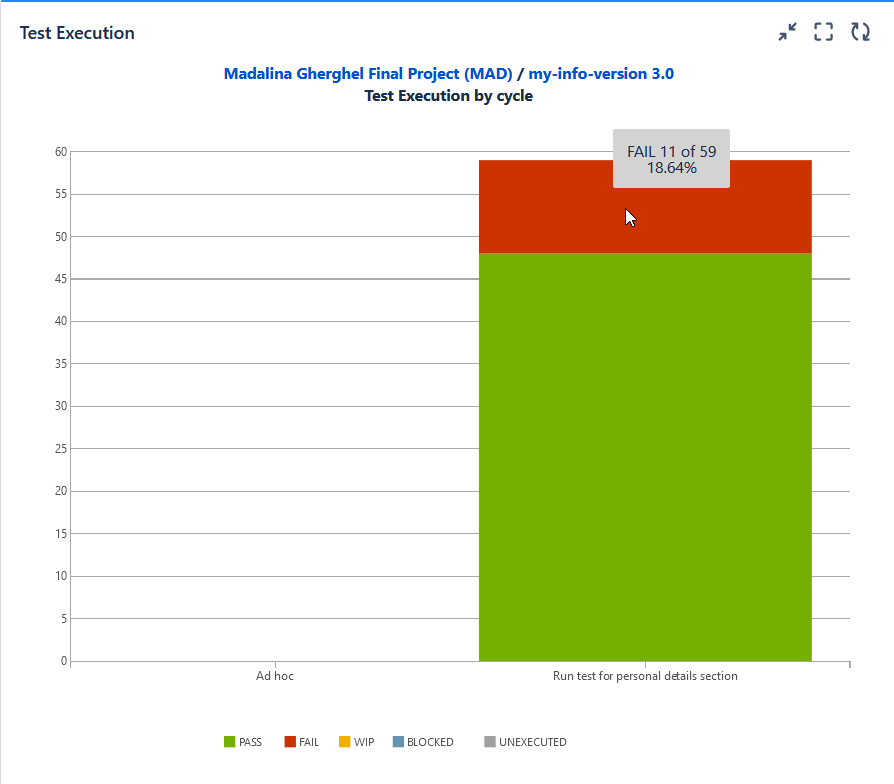 Test Execution
Madalina Gherghel Final Project (MAD) / my-info-version 3.0
Test Execution by cycle
FAIL 11 of 59
18.64%
60
55
50
45
40
35
30
25
20
15
10
5
0
Ad hoc
Run test for personal details section
PASS
FAIL
WIP
BLOCKED
UNEXECUTED